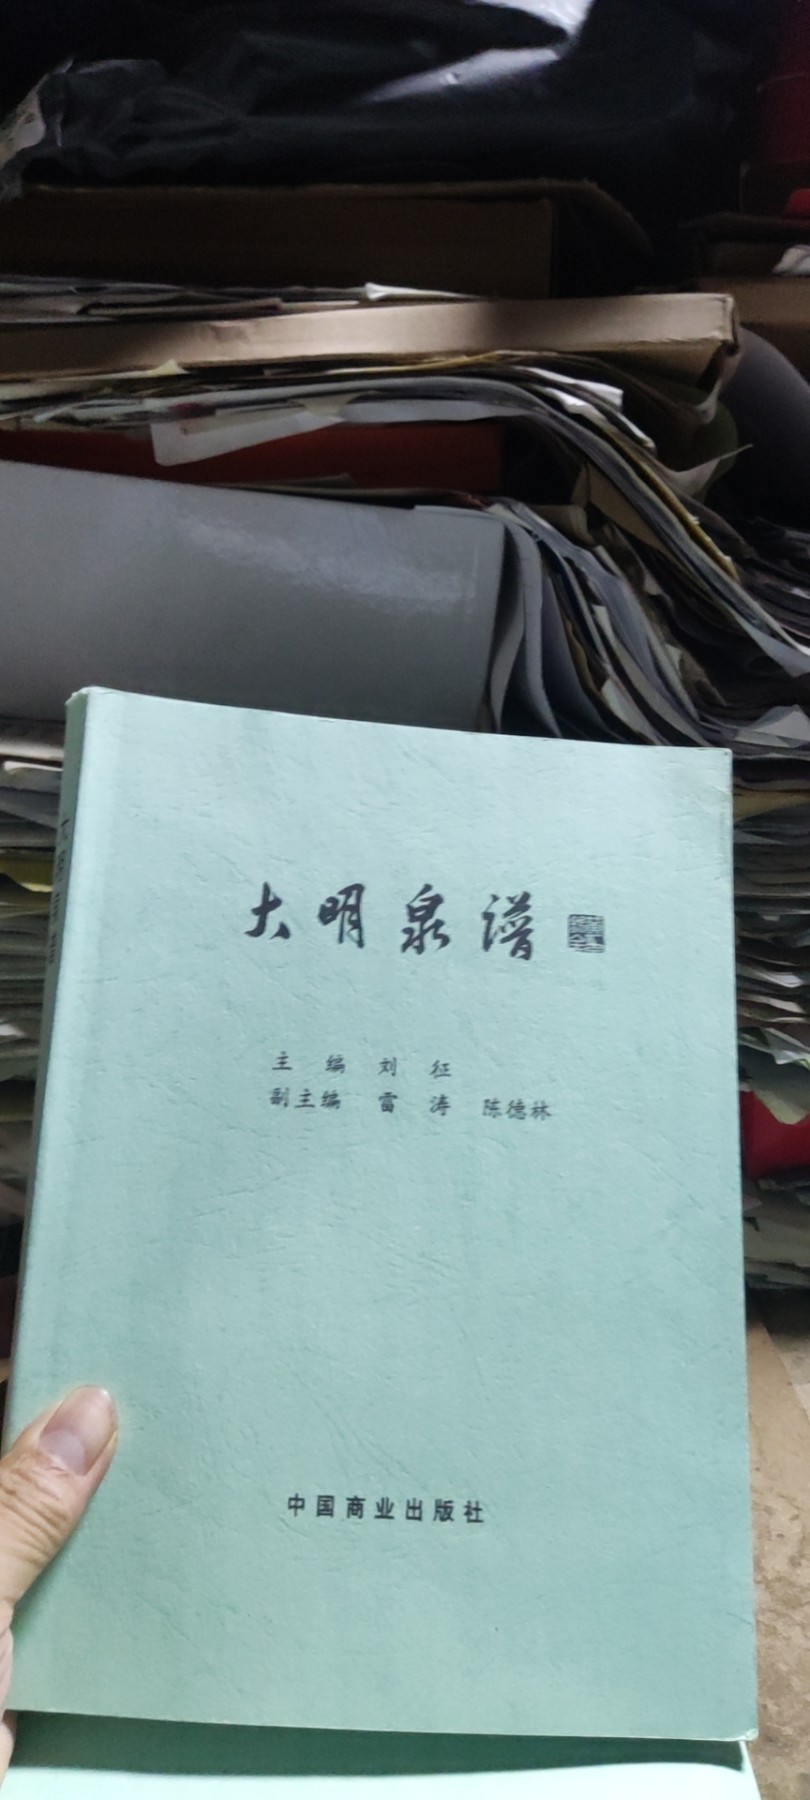 大明泉谱
主编 刘征
副主编 雷涛 陈德林
中国商业出版社